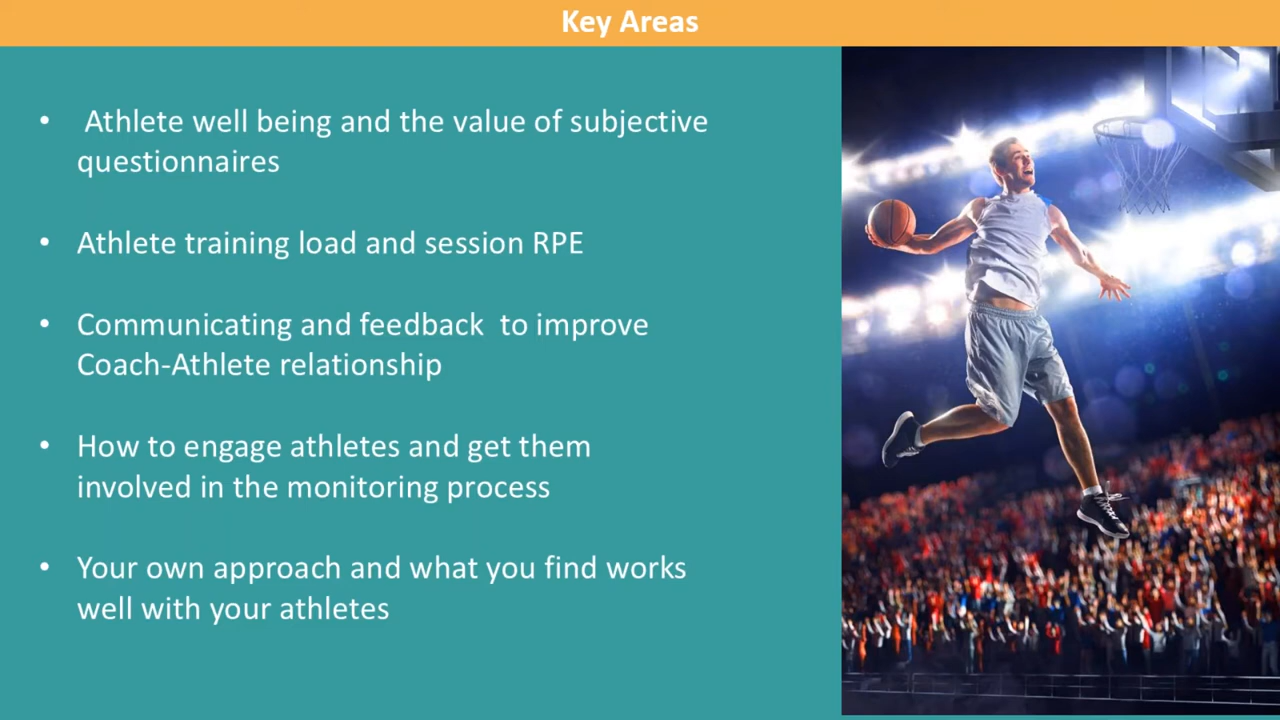 Key Areas
• Athlete well being and the value of subjective
questionnaires
• Athlete training load and session RPE
• Communicating and feedback  to improve
Coach-Athlete relationship
• How to engage athletes and get them
involved in the monitoring process
• Your own approach and what you find works
well with your athletes